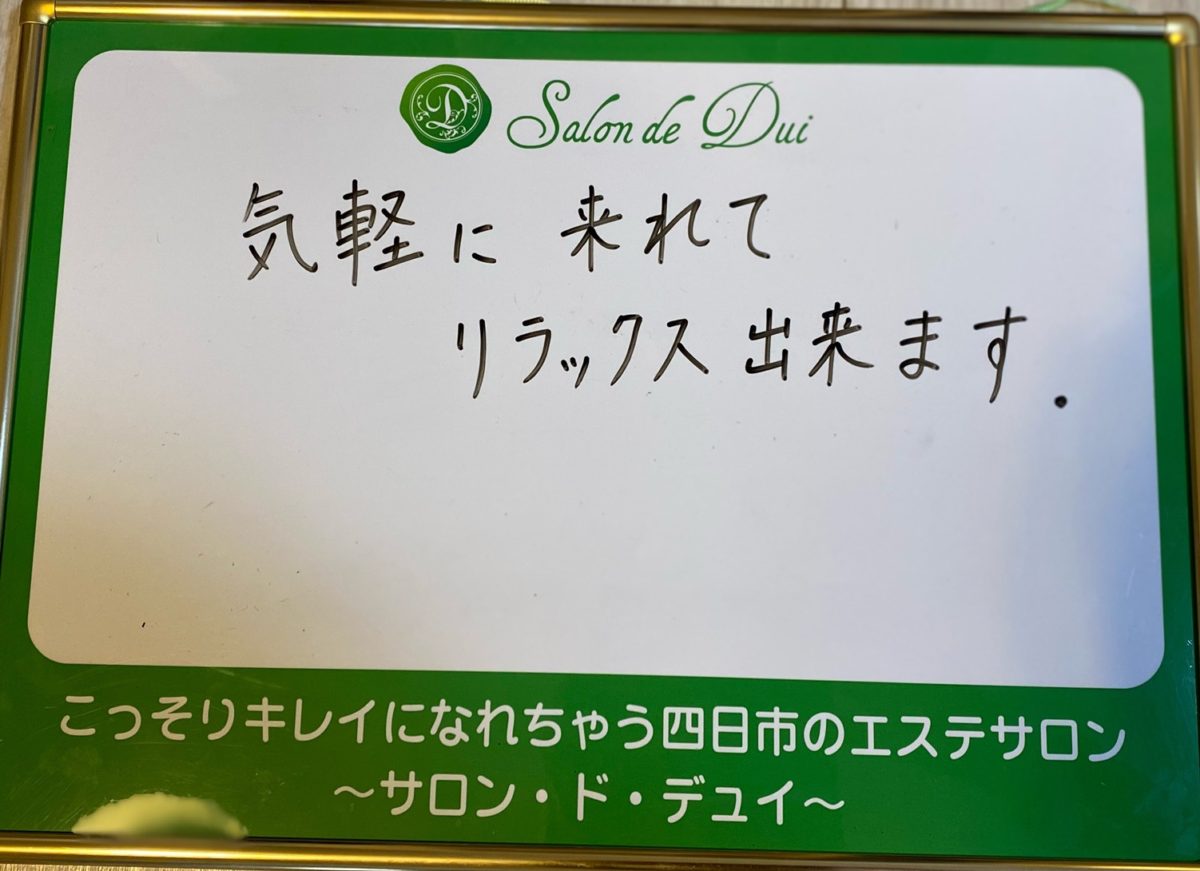 Salon de Dui
気軽に 来れて
リラックス出来ます.
こっそりキレイになれちゃう四日市のエステサロン
〜サロン・ド・デュイ〜